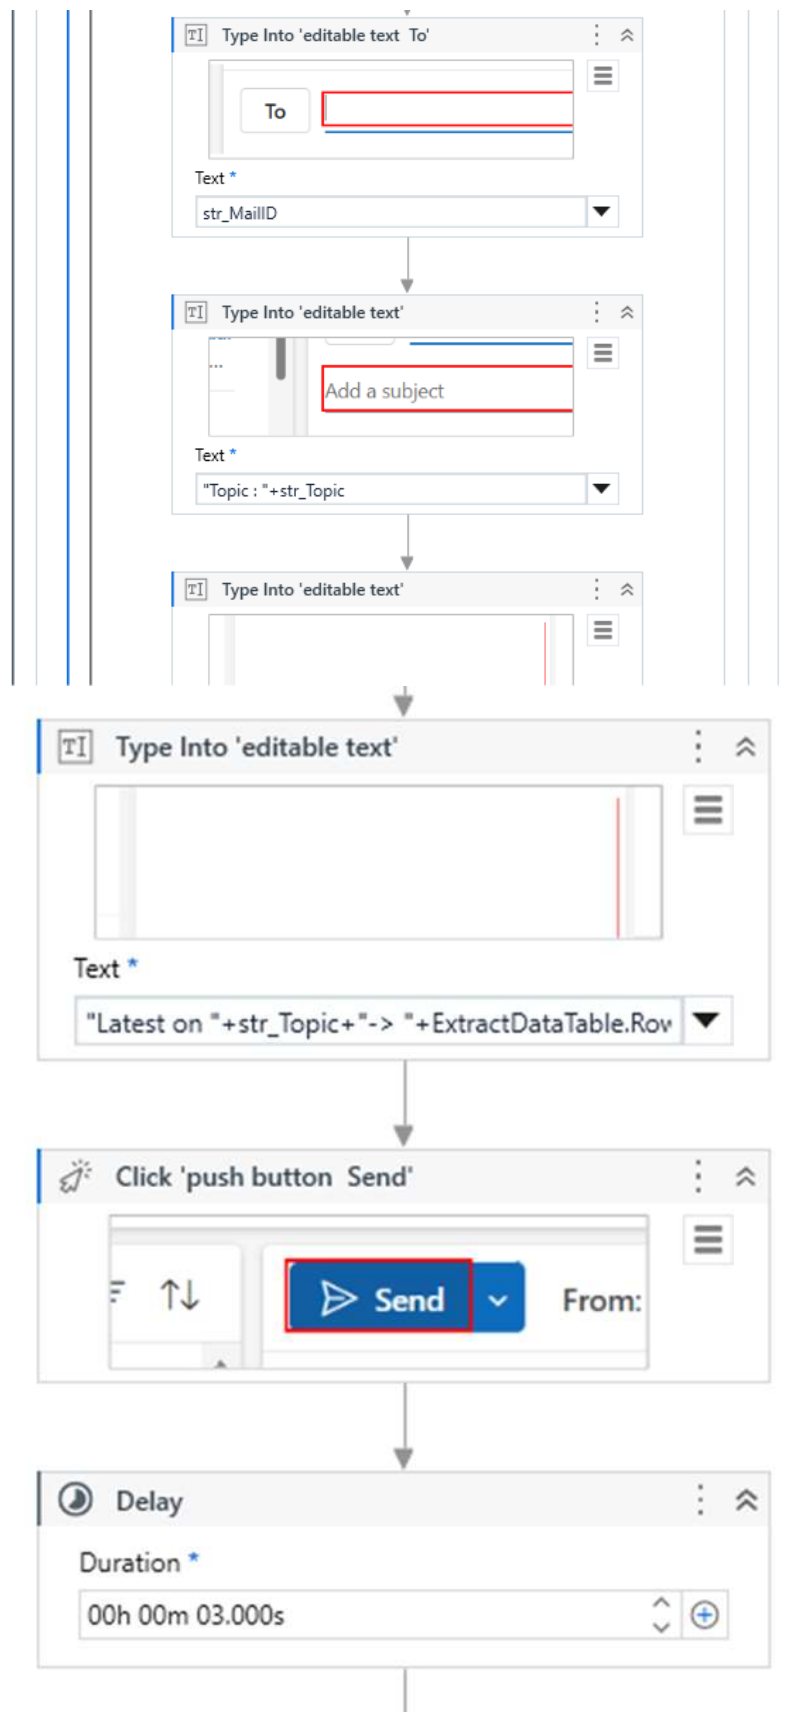 Type Into 'editable text  To'
To
Text *
str_MailID
Type Into 'editable text'
...
Add a subject
Text *
"Topic : "+str_Topic
Type Into 'editable text'
Type Into 'editable text'
Text *
"Latest on "+str_Topic+"-> "+ExtractDataTable.Row
Click 'push button  Send'
Send
From:
Delay
Duration *
00h 00m 03.000s